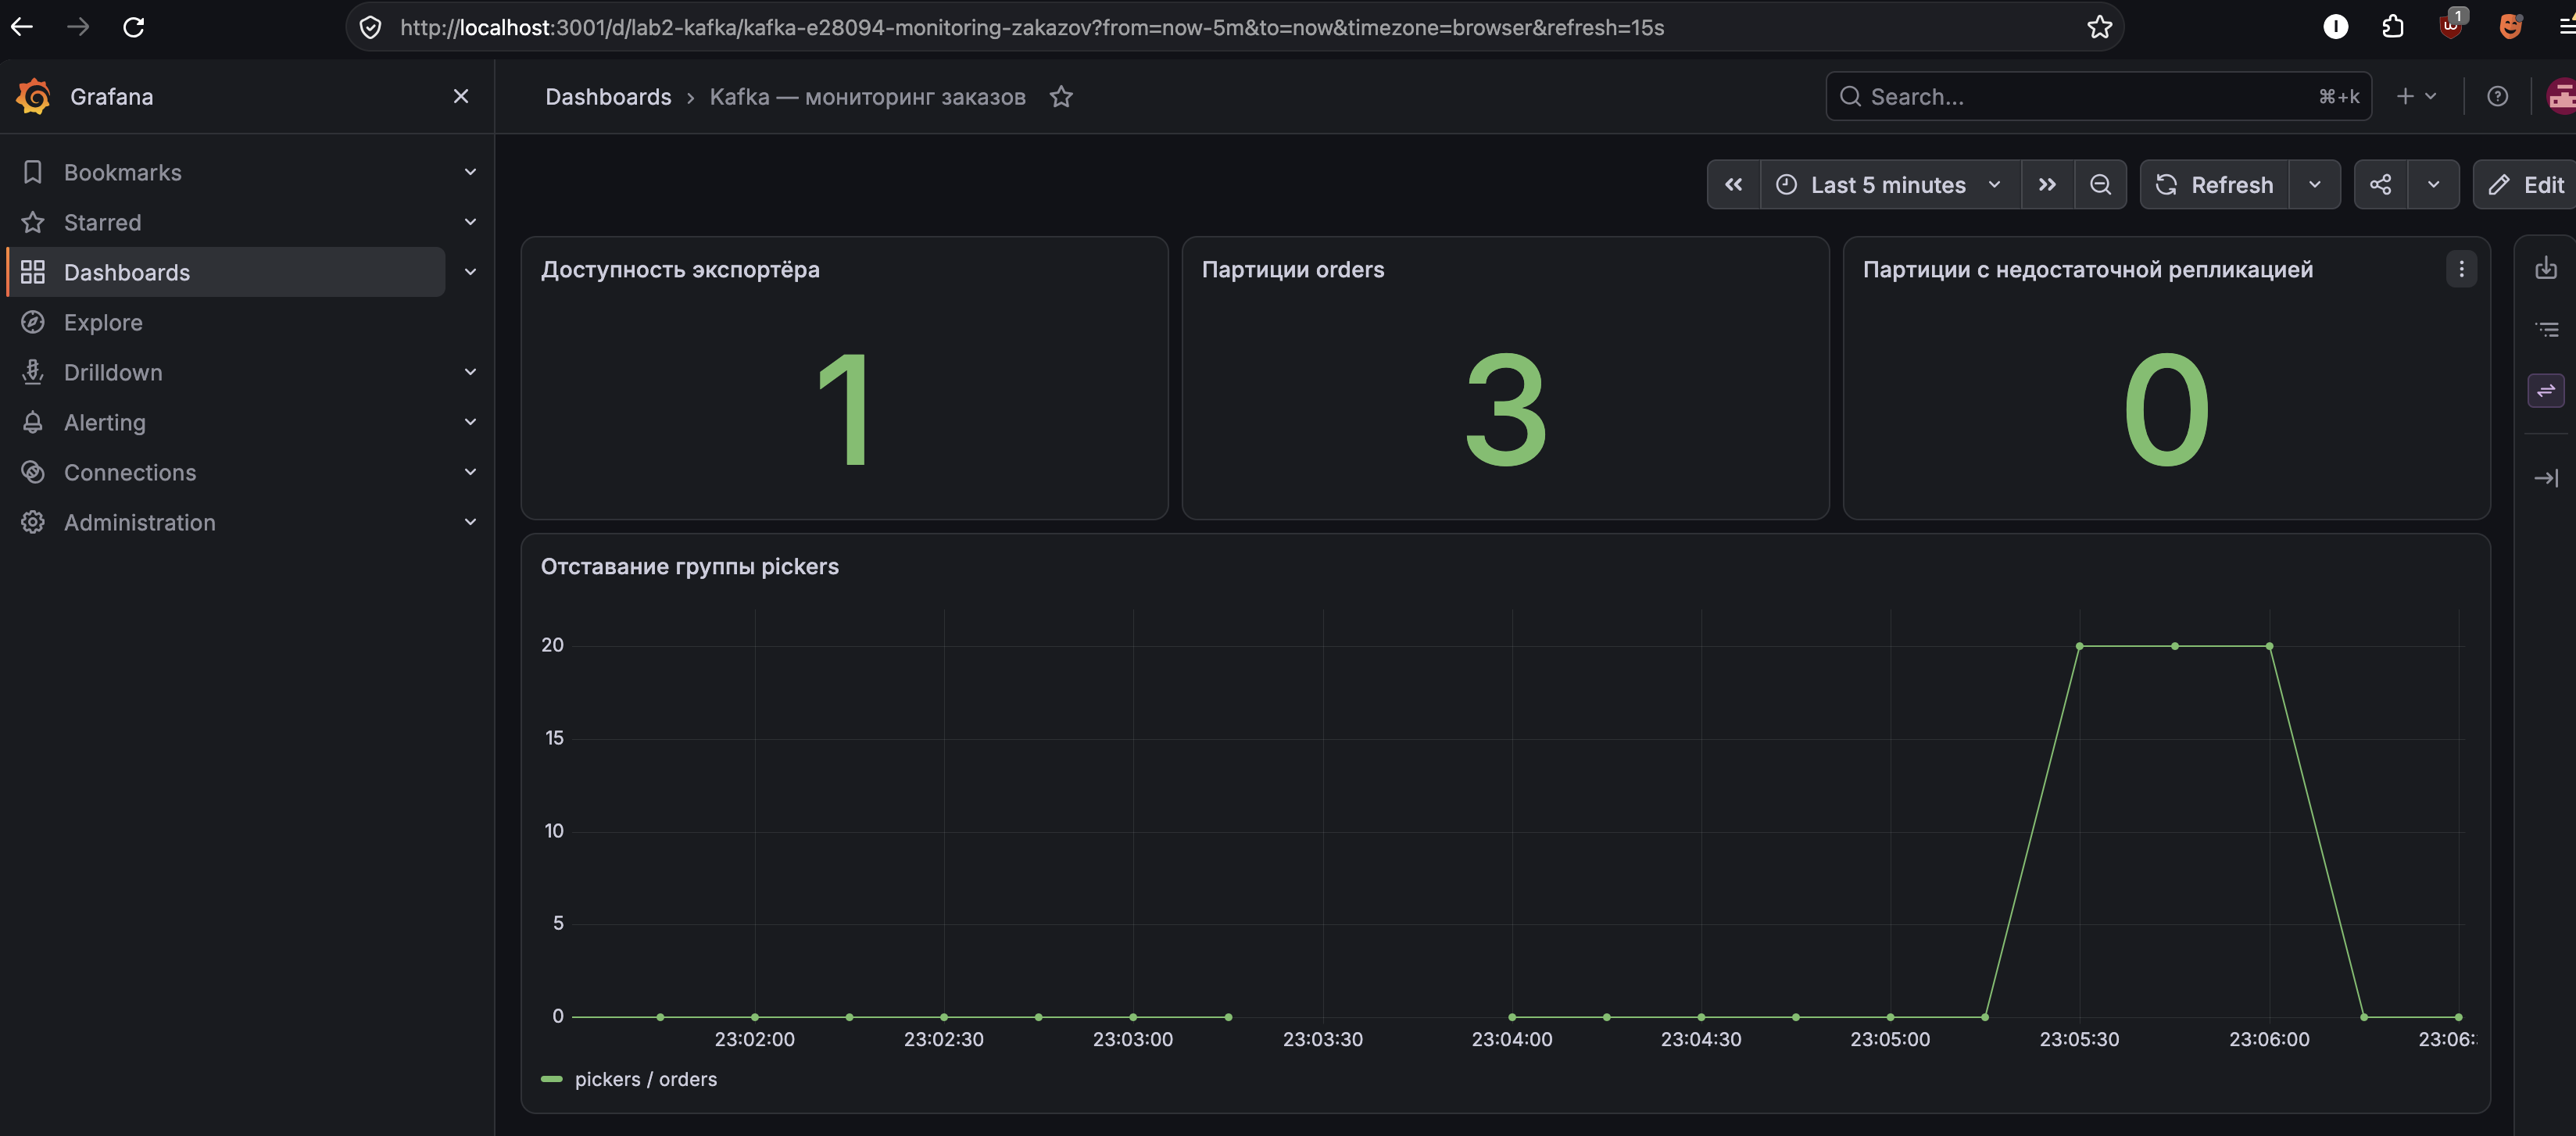 http://localhost:3001/d/lab2-kafka/kafka-e28094-monitoring-zakazov?from=now-5m&to=now&timezone=browser&refresh=15s
1
Grafana
Dashboards › Kafka — мониторинг заказов
Search...
⌘+k
Bookmarks
Starred
Dashboards
Explore
Drilldown
Alerting
Connections
Administration
Last 5 minutes
Refresh
Edit
Доступность экспортёра
1
Партиции orders
3
Партиции с недостаточной репликацией
0
Отставание группы pickers
20
15
10
5
0
23:02:00 23:02:30 23:03:00 23:03:30 23:04:00 23:04:30 23:05:00 23:05:30 23:06:00 23:06:
pickers / orders